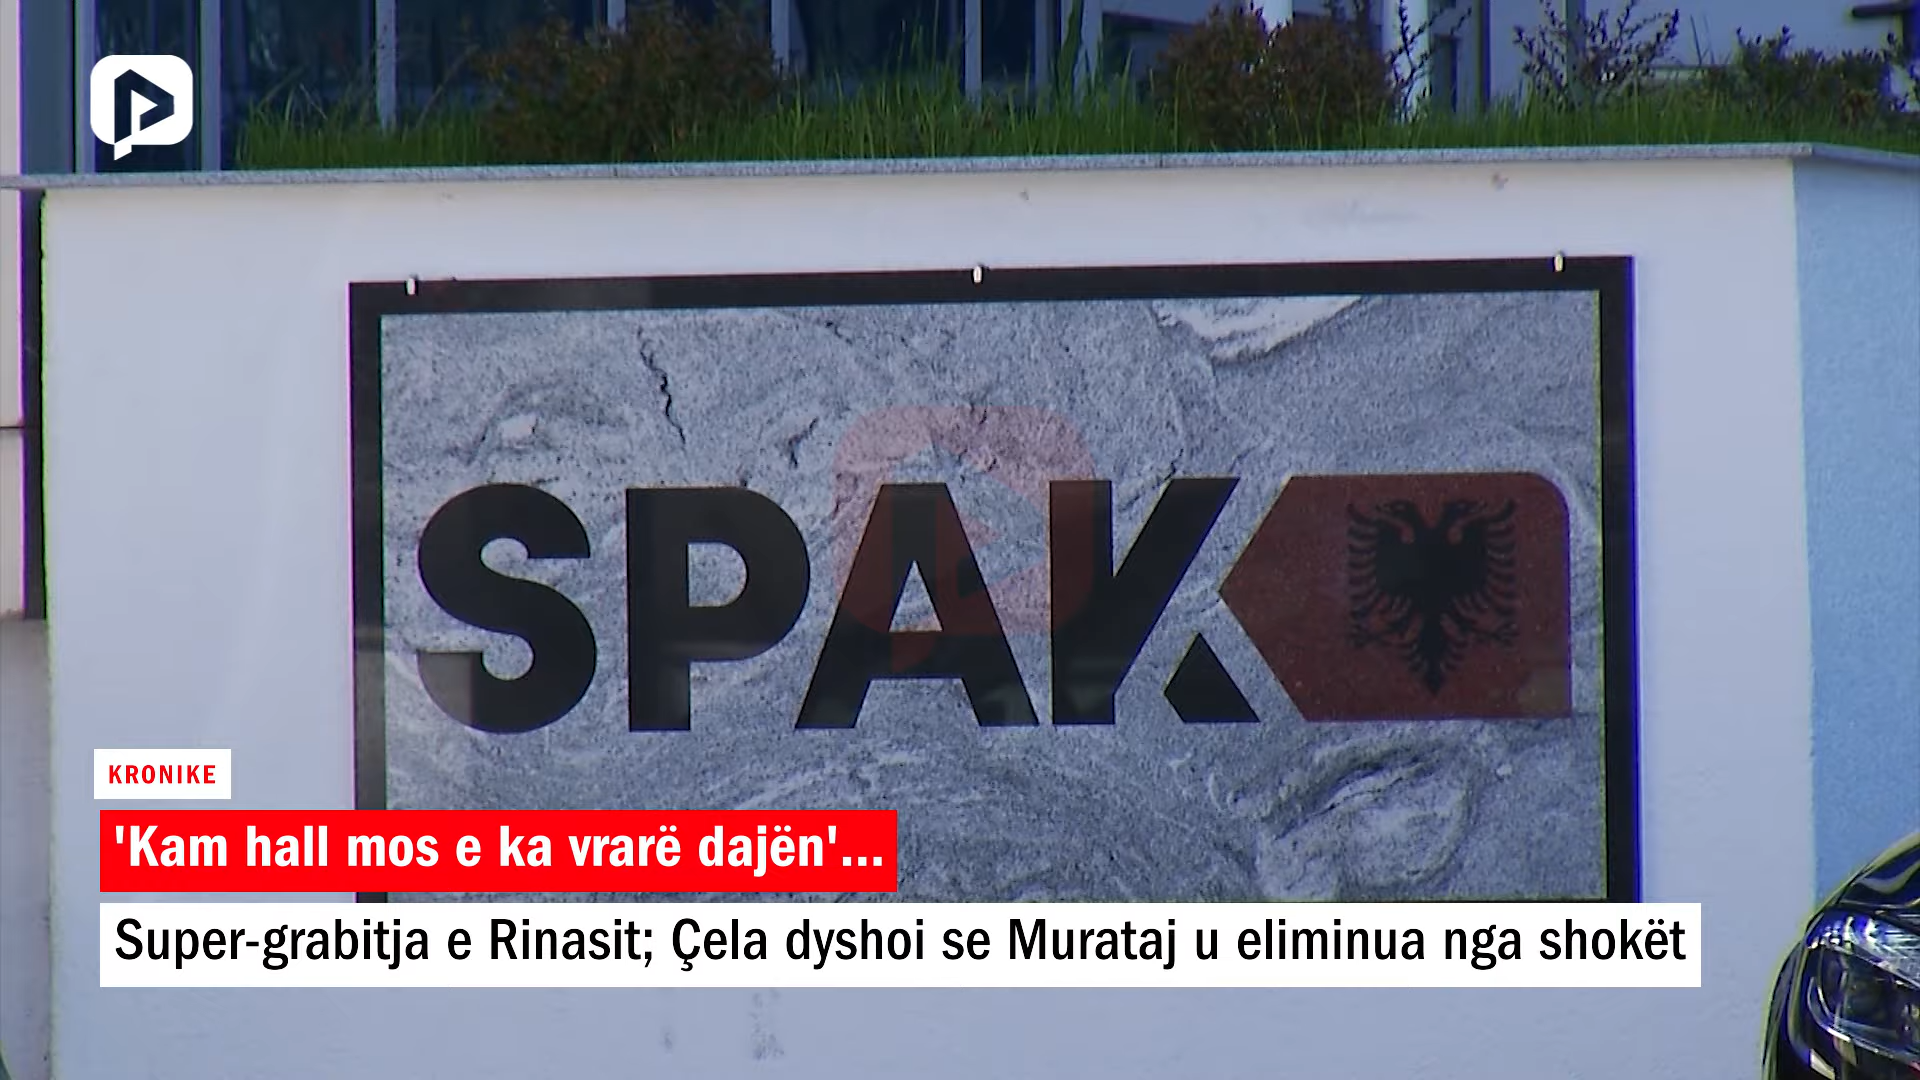 SPAK
KRONIKE
'Kam hall mos e ka vrarë dajën'...
Super-grabitja e Rinasit; Çela dyshoi se Murataj u eliminua nga shokët